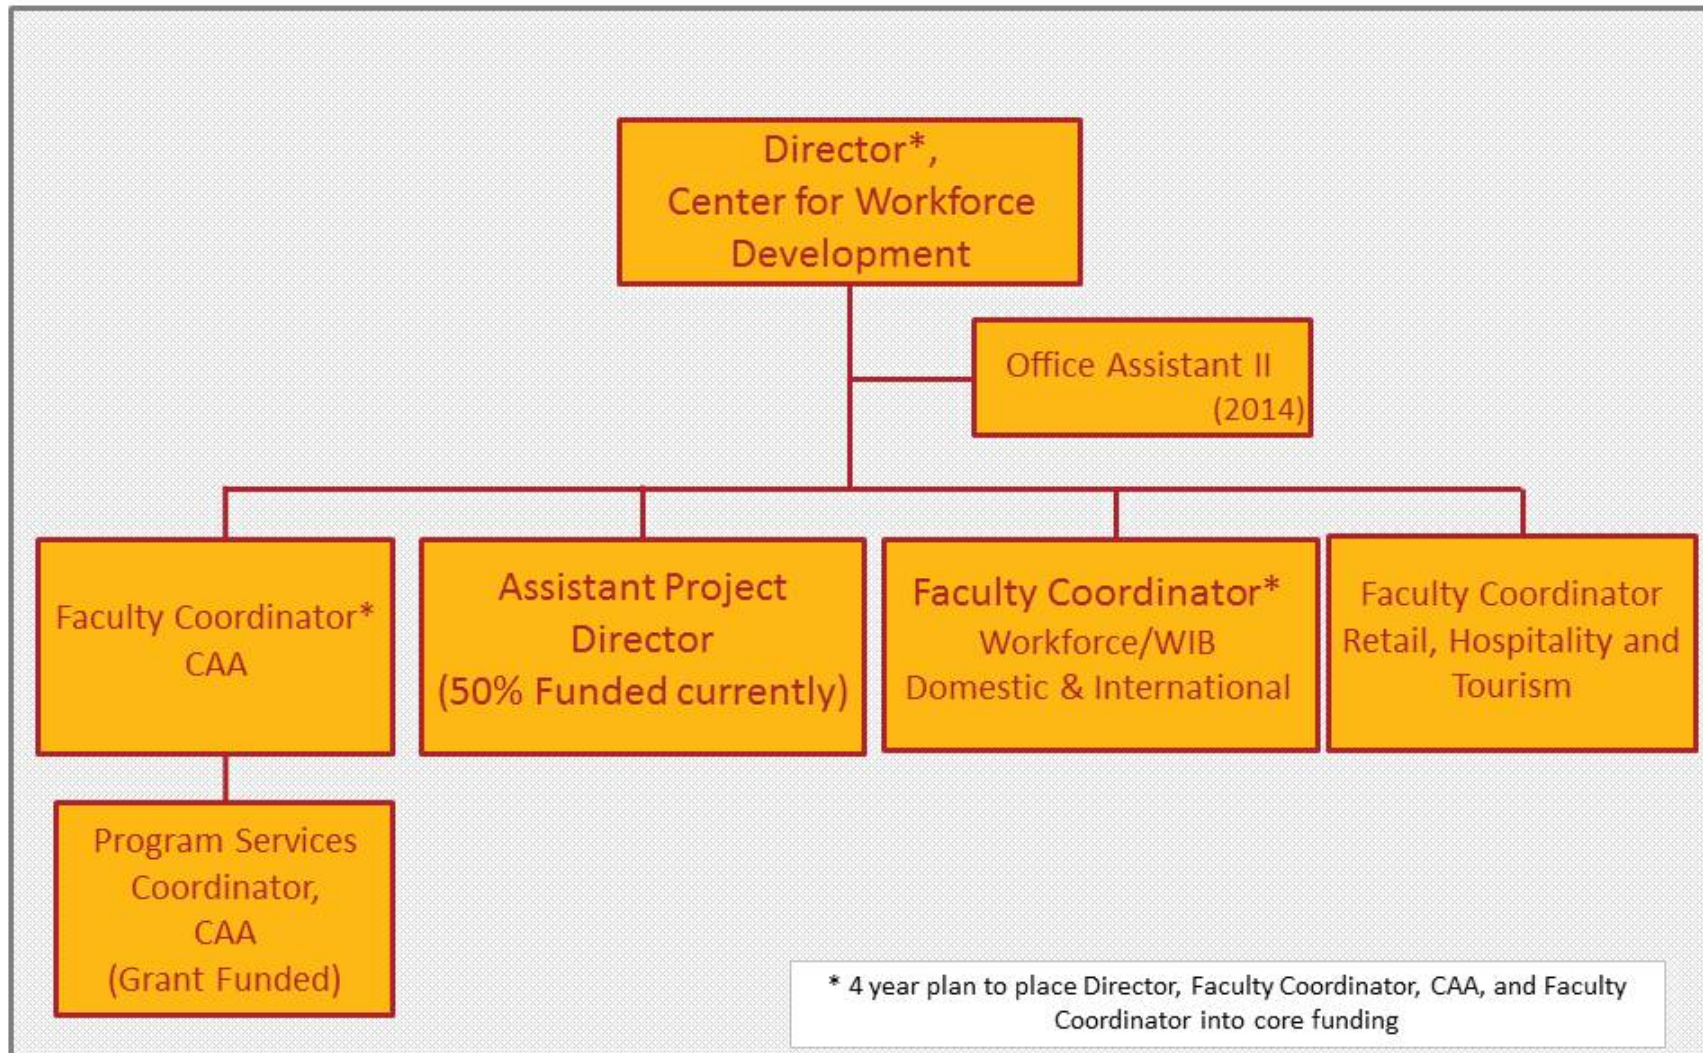 Director*,
Center for Workforce
Development
Office Assistant II
(2014)
Faculty Coordinator*
CAA
Assistant Project
Director
(50% Funded currently)
Faculty Coordinator*
Workforce/WIB
Domestic & International
Faculty Coordinator
Retail, Hospitality and
Tourism
Program Services
Coordinator,
CAA
(Grant Funded)
* 4 year plan to place Director, Faculty Coordinator, CAA, and Faculty
Coordinator into core funding